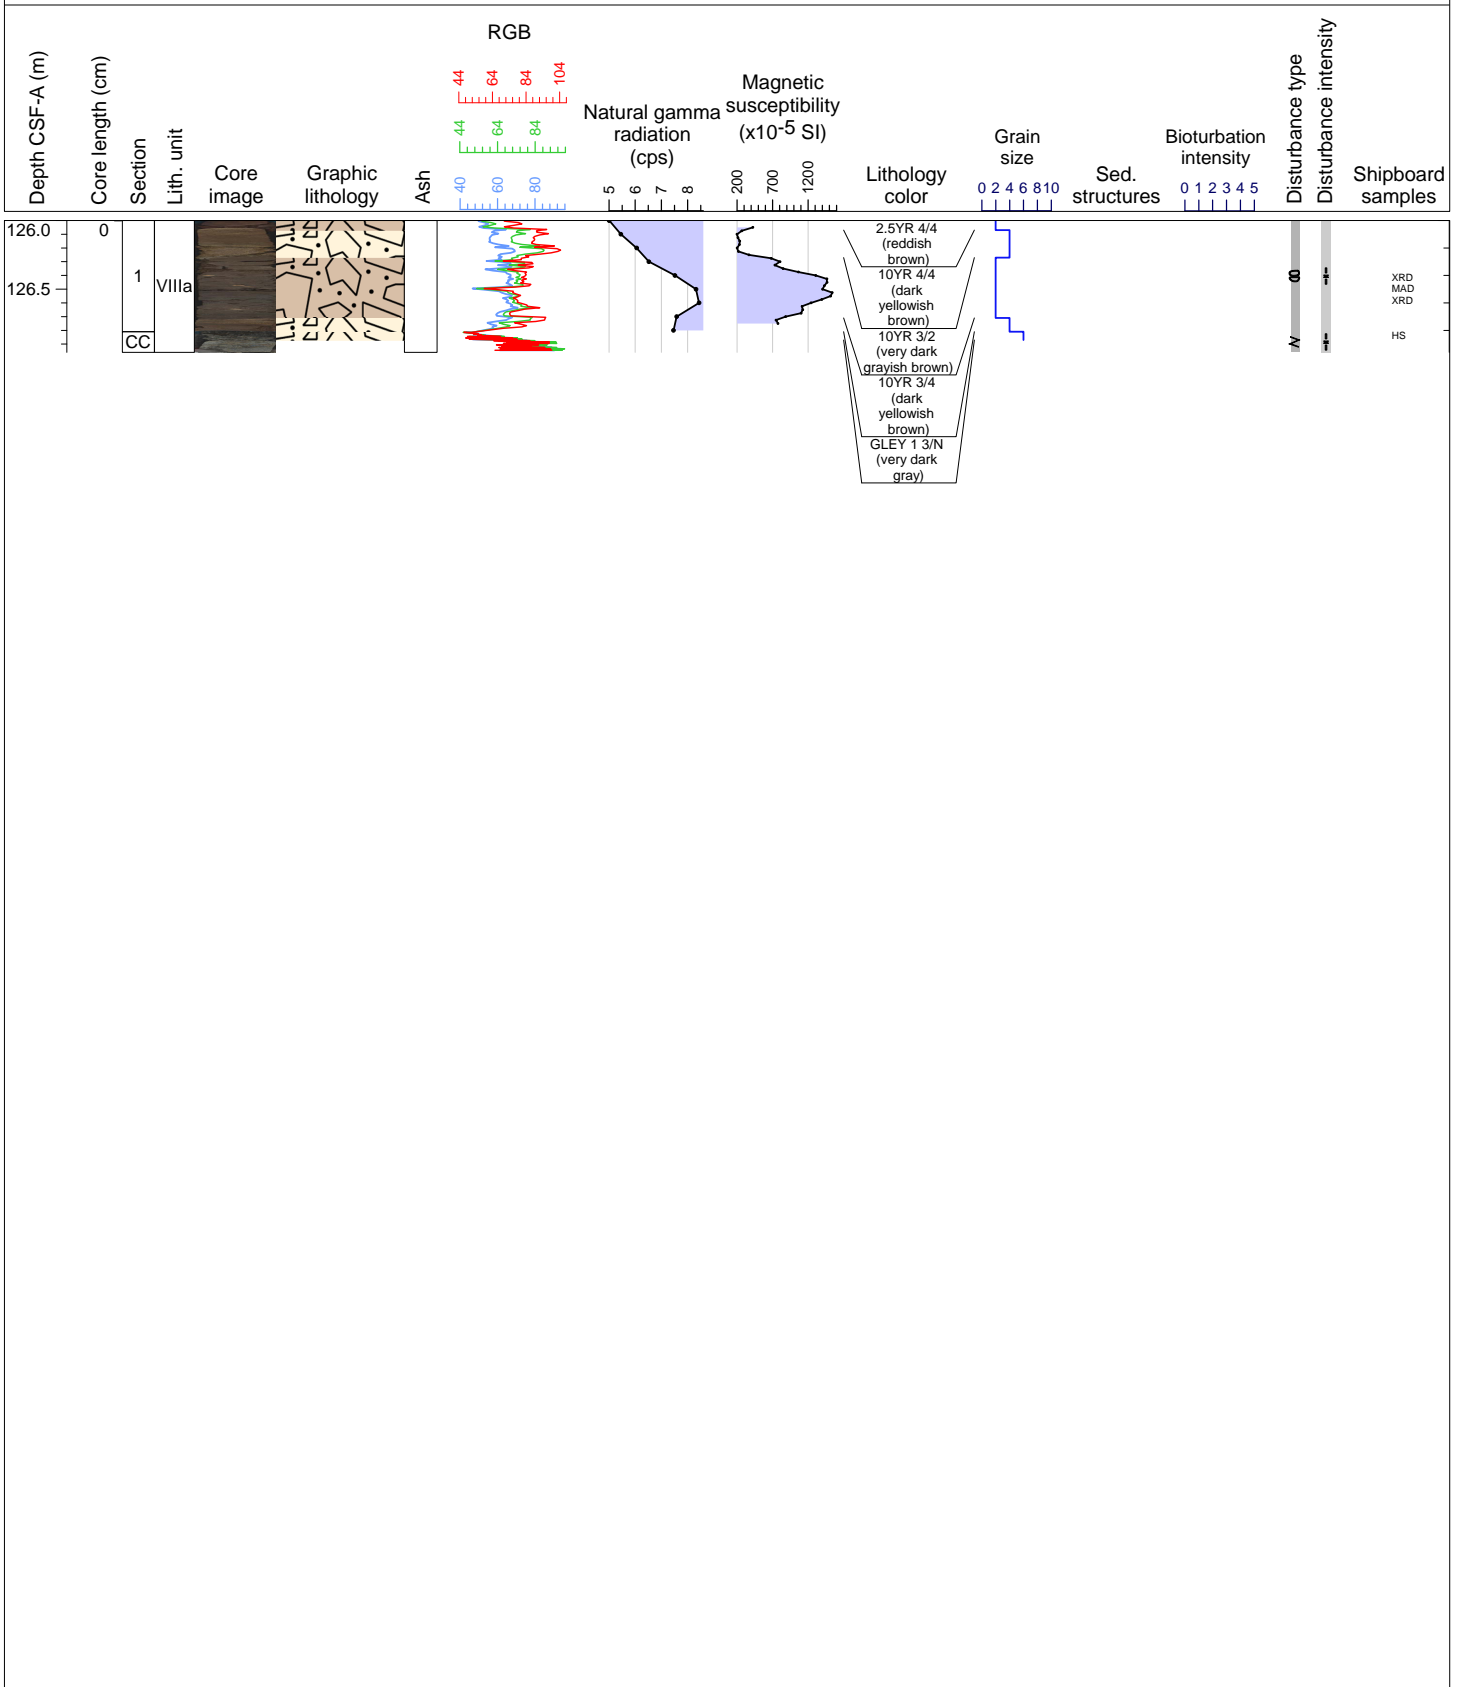 RGB
Depth CSF-A (m)
Core length (cm)
Section
Lith. unit
Core
image
Graphic
lithology
Ash
44 64 84 104
44 64 84
40 60 80
Natural gamma
radiation
(cps)
5 6 7 8
Magnetic
susceptibility
(x10-5 SI)
200 700 1200
Lithology
color
Grain
size
0 2 4 6 8 10
Sed.
structures
Bioturbation
intensity
0 1 2 3 4 5
Disturbance type
Disturbance intensity
Shipboard
samples
126.0
0
126.5
1
CC
VIIIa
2.5YR 4/4
(reddish
brown)
10YR 4/4
(dark
yellowish
brown)
10YR 3/2
(very dark
grayish brown)
10YR 3/4
(dark
yellowish
brown)
GLEY 1 3/N
(very dark
gray)
XRD
MAD
XRD
HS